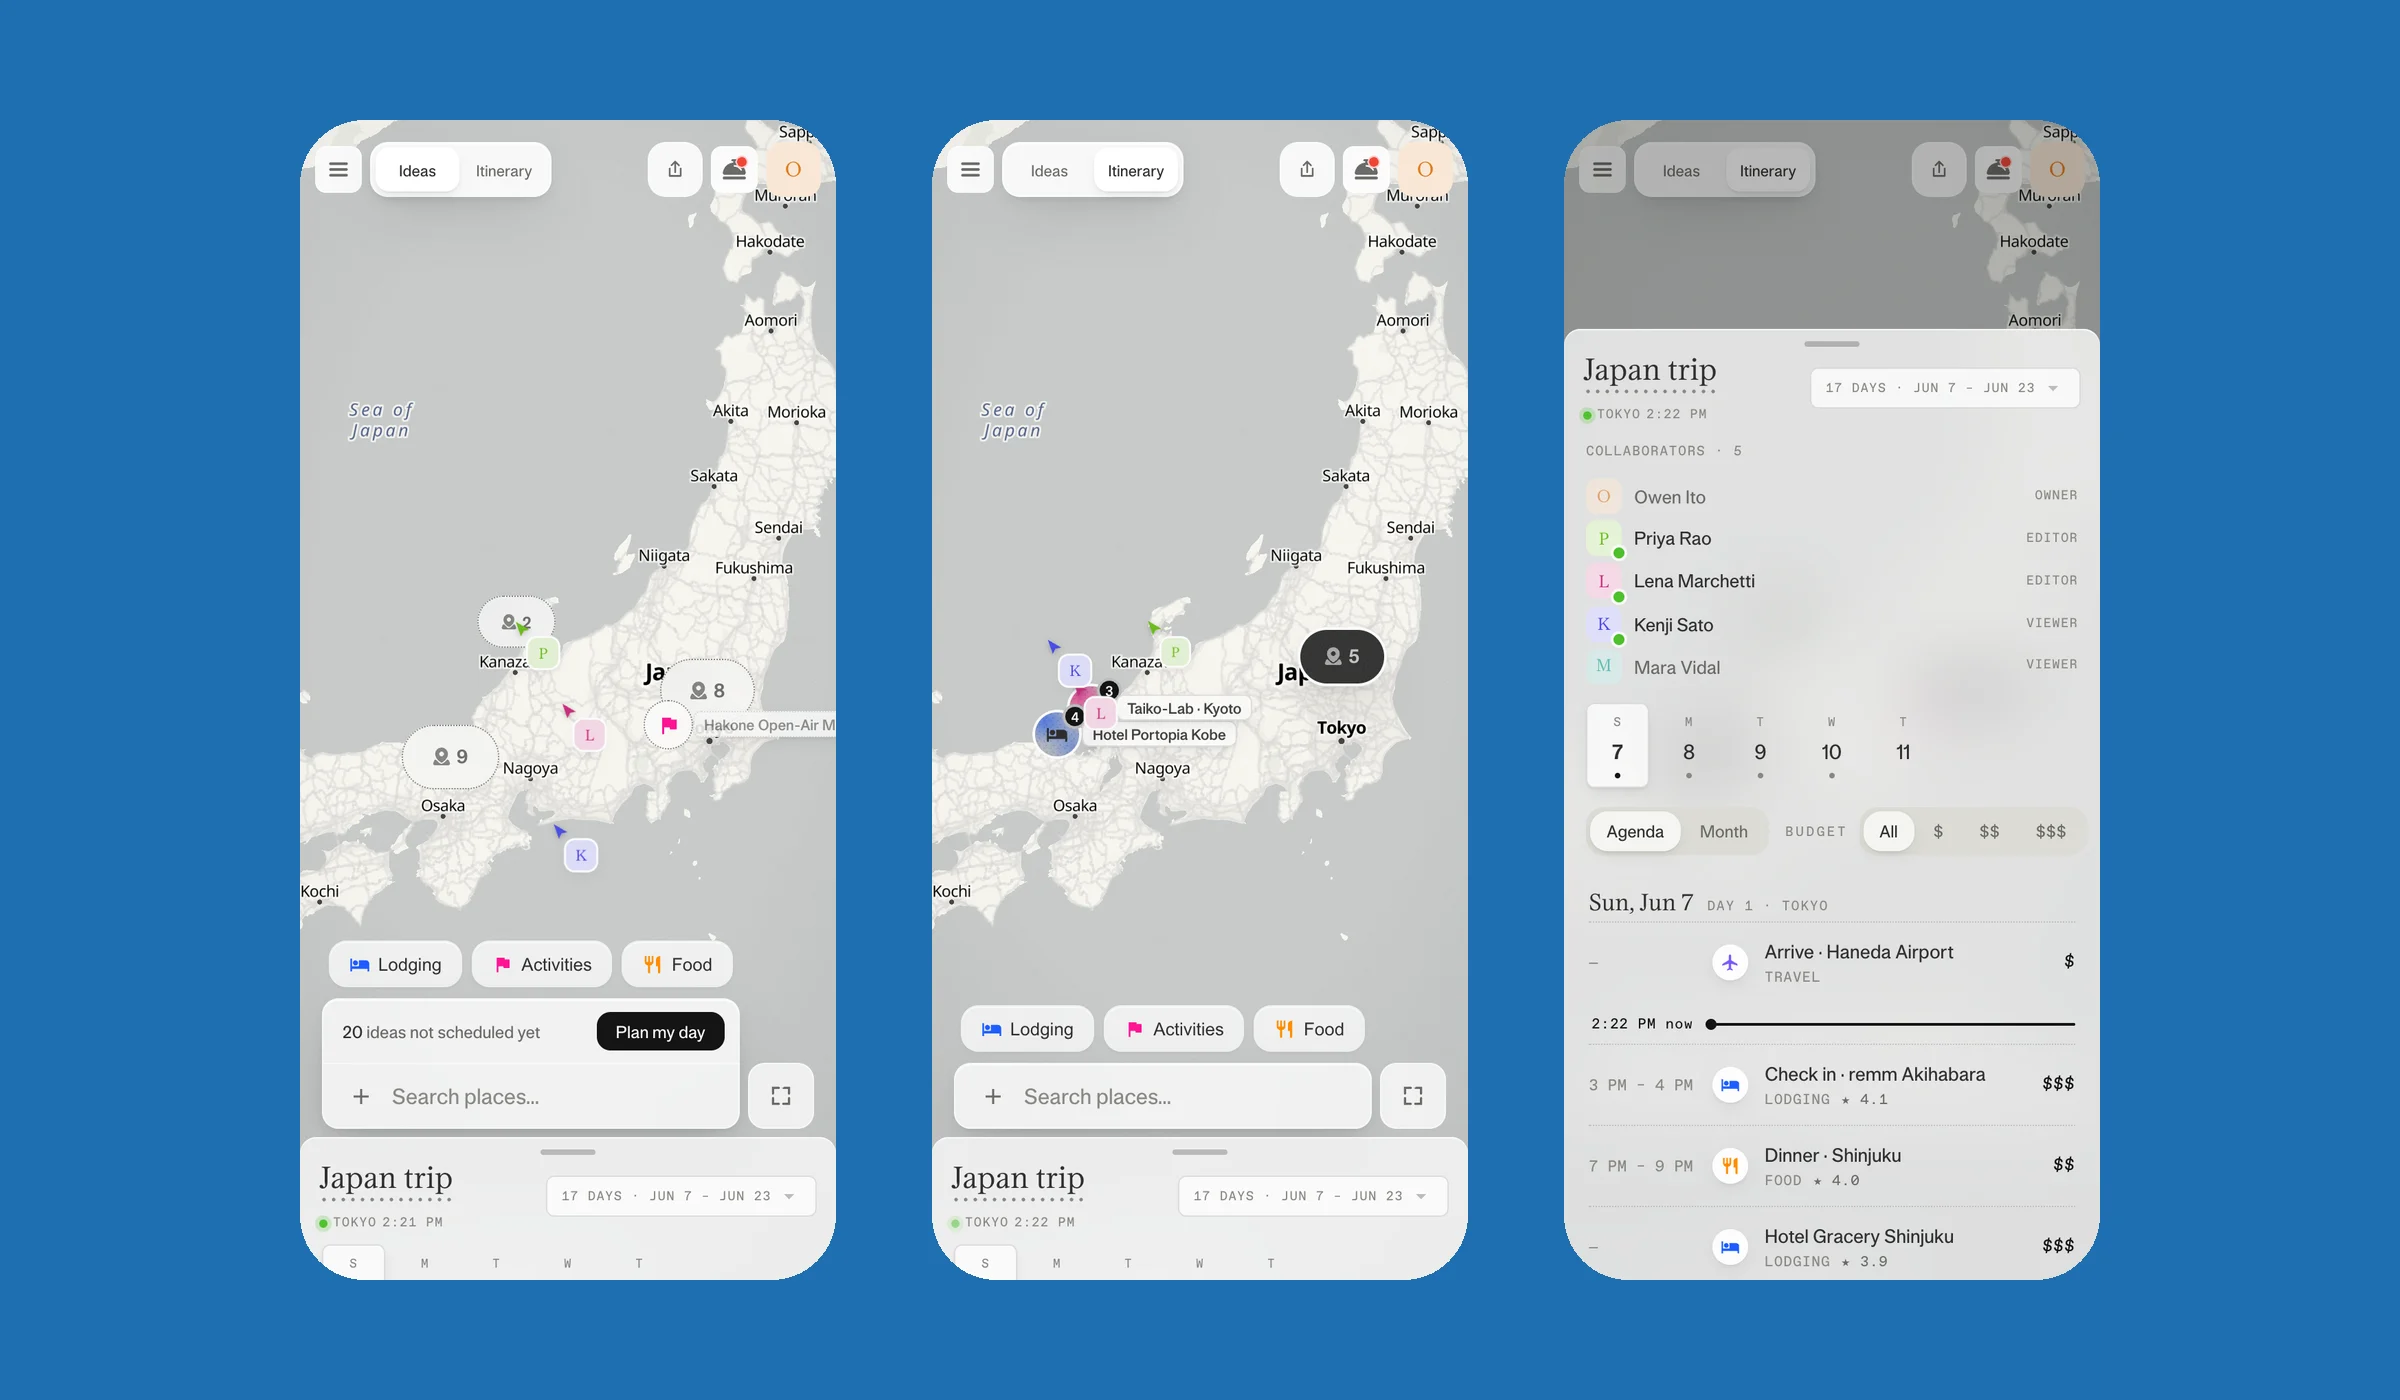 Sapp
Ideas
Itinerary
O
Muroran
Hakodate
Aomori
Sea of
Japan
Akita
Morioka
Sakata
Sendai
Niigata
Fukushima
2
P
Kanaza
Ja
8
L
Hakone Open-Air M
9
Nagoya
Osaka
K
Kochi
Lodging
Activities
Food
20 ideas not scheduled yet
Plan my day
+ Search places...
Japan trip
17 DAYS · JUN 7 – JUN 23
TOKYO 2:21 PM
S M T W T
Sapp
Ideas
Itinerary
O
Muroran
Hakodate
Aomori
Sea of
Japan
Akita
Morioka
Sakata
Sendai
Niigata
Fukushima
P
K
Kanaza
Jap
5
3
4
L
Taiko-Lab · Kyoto
Hotel Portopia Kobe
Tokyo
Nagoya
Osaka
Kochi
Lodging
Activities
Food
+ Search places...
Japan trip
17 DAYS · JUN 7 – JUN 23
TOKYO 2:22 PM
S M T W T
Sapp
Ideas
Itinerary
O
Muroran
Hakodate
Aomori
Japan trip
17 DAYS · JUN 7 – JUN 23
TOKYO 2:22 PM
COLLABORATORS · 5
O Owen Ito OWNER
P Priya Rao EDITOR
L Lena Marchetti EDITOR
K Kenji Sato VIEWER
M Mara Vidal VIEWER
S M T W T
7 8 9 10 11
Agenda Month BUDGET All $ $$ $$$
Sun, Jun 7 DAY 1 · TOKYO
– Arrive · Haneda Airport $
TRAVEL
2:22 PM now
3 PM – 4 PM Check in · remm Akihabara $$$
LODGING ★ 4.1
7 PM – 9 PM Dinner · Shinjuku $$
FOOD ★ 4.0
– Hotel Gracery Shinjuku $$$
LODGING ★ 3.9